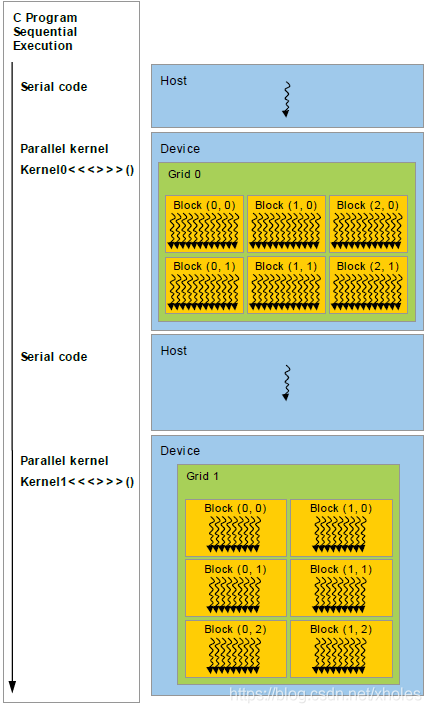 C Program
Sequential
Execution
Serial code
Host
Parallel kernel
Kernel0<<<>>>()
Device
Grid 0
Block (0, 0)
Block (1, 0)
Block (2, 0)
Block (0, 1)
Block (1, 1)
Block (2, 1)
Serial code
Host
Parallel kernel
Kernel1<<<>>>()
Device
Grid 1
Block (0, 0)
Block (1, 0)
Block (0, 1)
Block (1, 1)
Block (0, 2)
Block (1, 2)
https://blog.csdn.net/xholes